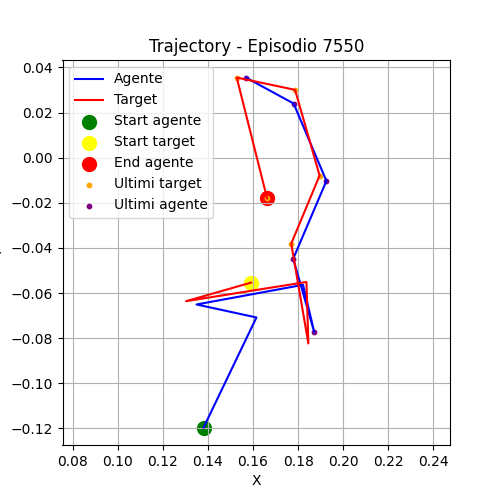 Trajectory - Episodio 7550
Agente
Target
Start agente
Start target
End agente
Ultimi target
Ultimi agente
0.04
0.02
0.00
−0.02
−0.04
−0.06
−0.08
−0.10
−0.12
0.08 0.10 0.12 0.14 0.16 0.18 0.20 0.22 0.24
X